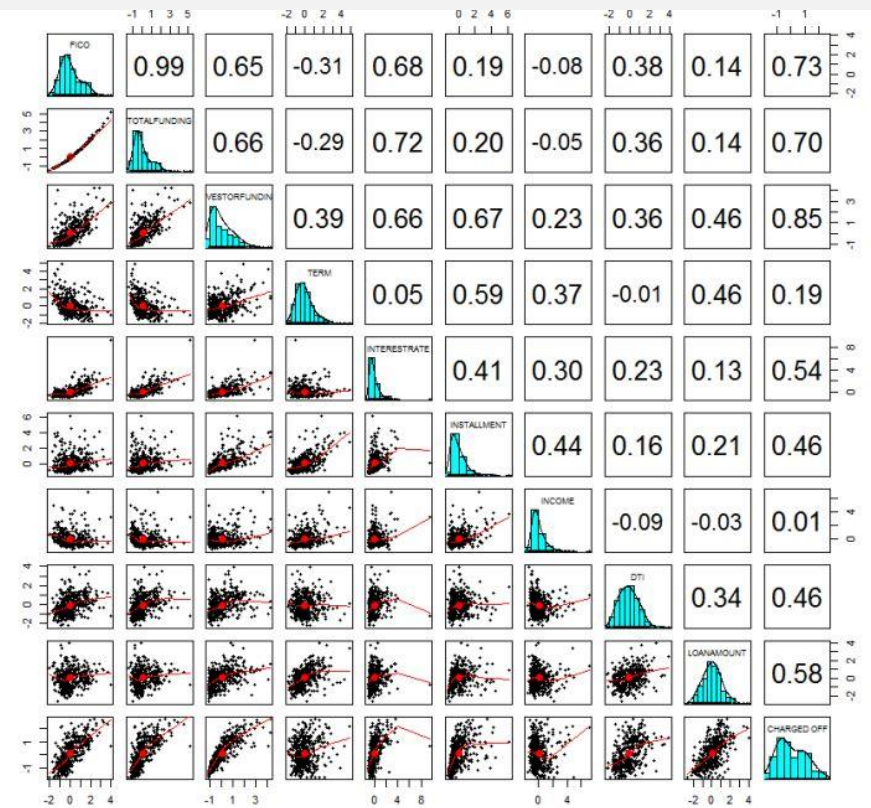 -1 1 3 5 -2 0 2 4 0 2 4 6 -2 0 2 4 -1 1
FICO 0.99 0.65 -0.31 0.68 0.19 -0.08 0.38 0.14 0.73 -2 0 2 4
-1 1 3 5 TOTALFUNDING 0.66 -0.29 0.72 0.20 -0.05 0.36 0.14 0.70
VESTORFUNDIN 0.39 0.66 0.67 0.23 0.36 0.46 0.85 -1 1 3
-2 0 2 4 TERM 0.05 0.59 0.37 -0.01 0.46 0.19
INTERESTRATE 0.41 0.30 0.23 0.13 0.54 0 4 8
0 2 4 6 INSTALLMENT 0.44 0.16 0.21 0.46
INCOME -0.09 -0.03 0.01 0 4
-2 0 2 4 DTI 0.34 0.46
LOANAMOUNT 0.58 -2 0 2 4
-1 1 CHARGED OFF
-2 0 2 4 -1 1 3 0 4 8 0 4 -2 0 2 4